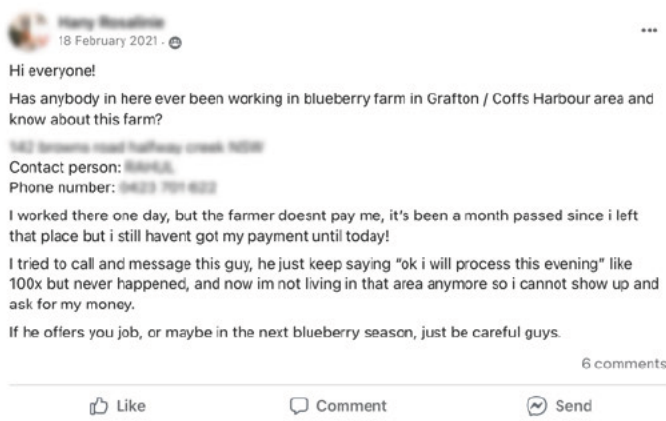 18 February 2021 ·
Hi everyone!
Has anybody in here ever been working in blueberry farm in Grafton / Coffs Harbour area and
know about this farm?
Contact person:
Phone number:
I worked there one day, but the farmer doesnt pay me, it's been a month passed since i left
that place but i still havent got my payment until today!
I tried to call and message this guy, he just keep saying “ok i will process this evening” like
100x but never happened, and now im not living in that area anymore so i cannot show up and
ask for my money.
If he offers you job, or maybe in the next blueberry season, just be careful guys.
6 comments
Like Comment Send